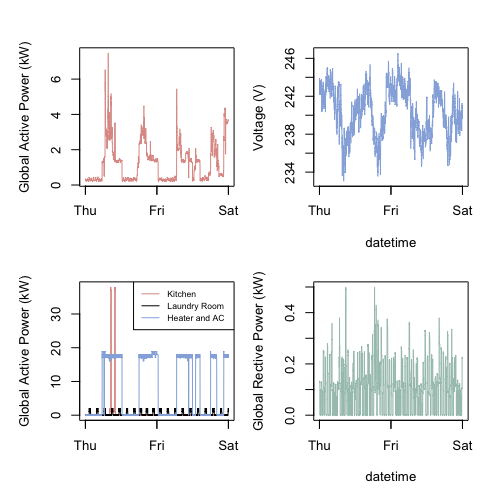 Global Active Power (kW)
0 2 4 6
Thu Fri Sat
Voltage (V)
234 238 242 246
Thu Fri Sat
datetime
Global Active Power (kW)
0 10 20 30
Kitchen
Laundry Room
Heater and AC
Thu Fri Sat
Global Rective Power (kW)
0.0 0.2 0.4
Thu Fri Sat
datetime